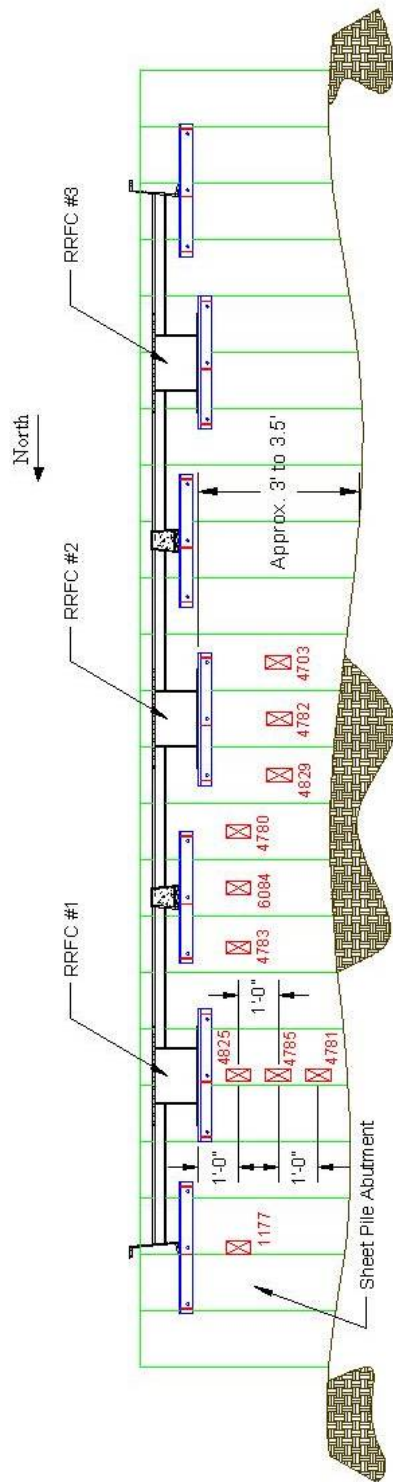 North
RRFC #1
RRFC #2
RRFC #3
4825
4785
4781
1'-0"
1'-0"
1'-0"
1177
4783
6084
4780
4829
4782
4703
Approx. 3' to 3.5'
Sheet Pile Abutment